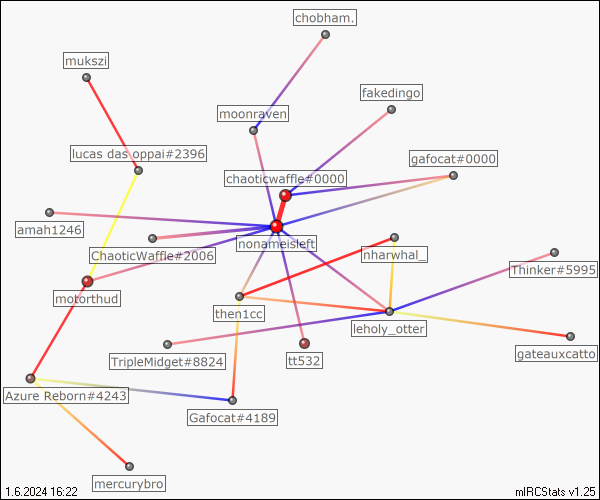 chobham.
mukszi
fakedingo
moonraven
lucas das oppai#2396
gafocat#0000
chaoticwaffle#0000
amah1246
nonameisleft
ChaoticWaffle#2006
nharwhal_
Thinker#5995
motorthud
then1cc
leholy_otter
TripleMidget#8824
tt532
gateauxcatto
Azure Reborn#4243
Gafocat#4189
mercurybro
1.6.2024 16:22
mIRCStats v1.25